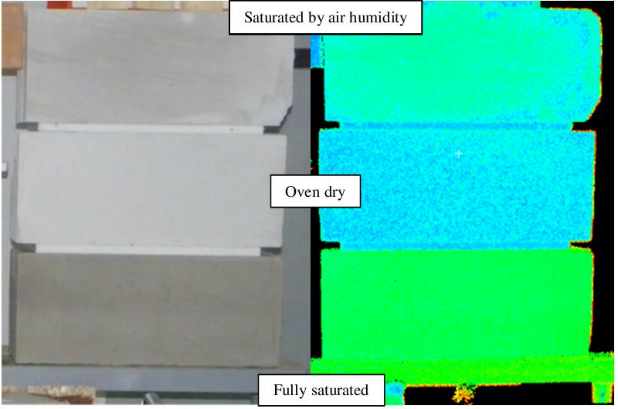 Saturated by air humidity
Oven dry
Fully saturated